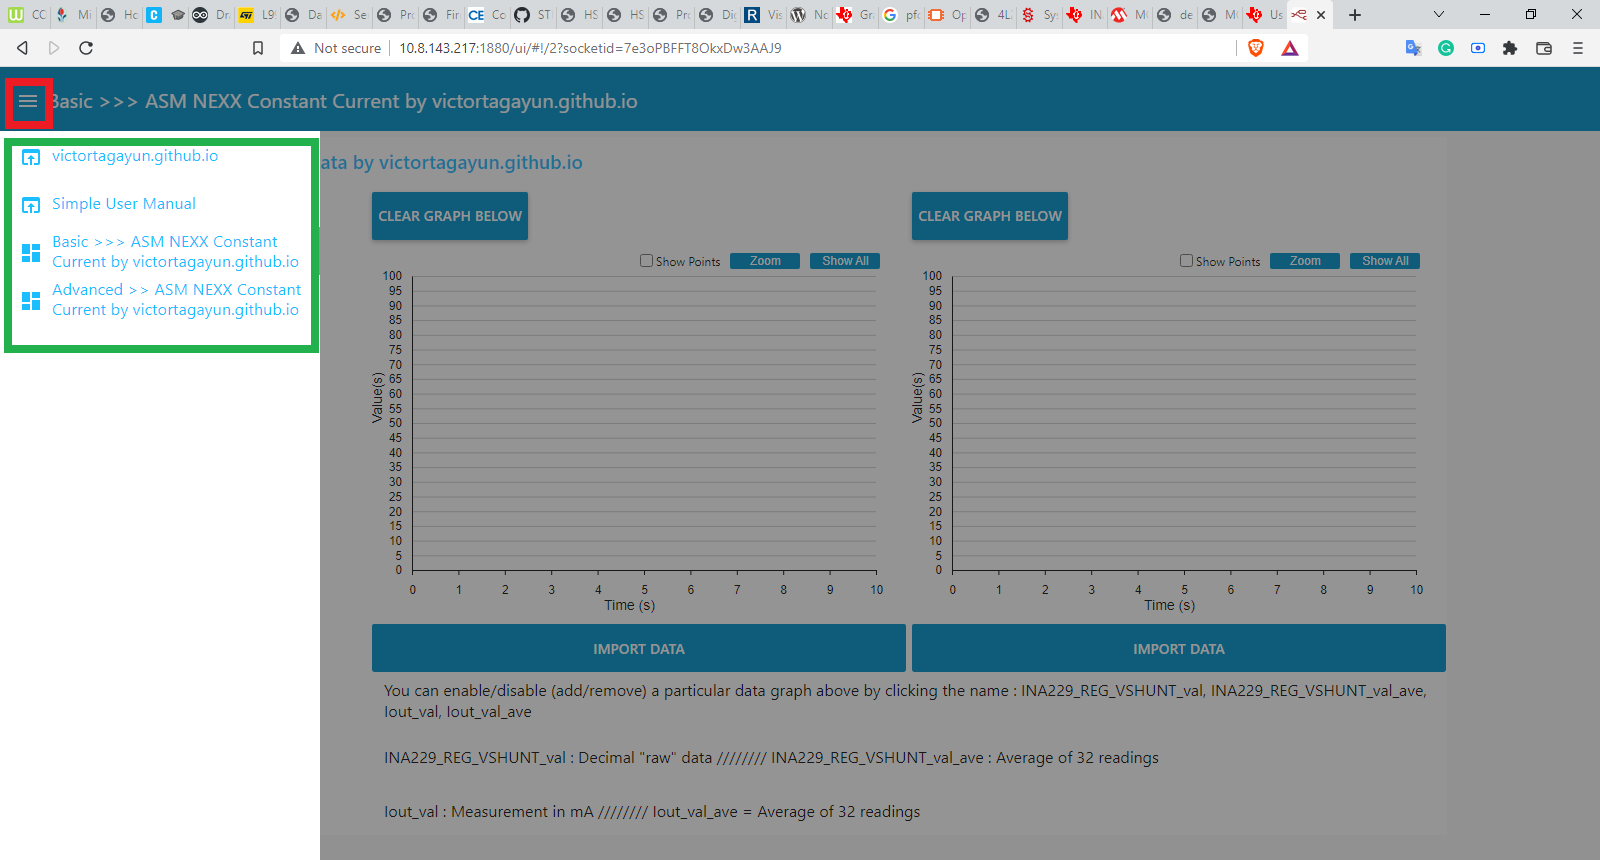 CC
Mi
Ho
Dr
L9
Da
Se
Pro
Fir
Co
ST
HS
HS
Pro
Dig
Vis
No
Gr
pfc
Op
4L
Sys
IN
M
de
M
Us
Not secure
10.8.143.217:1880/ui/#!/2?socketid=7e3oPBFFT8OkxDw3AAJ9
Basic >>> ASM NEXX Constant Current by victortagayun.github.io
victortagayun.github.io
Simple User Manual
Basic >>> ASM NEXX Constant
Current by victortagayun.github.io
Advanced >> ASM NEXX Constant
Current by victortagayun.github.io
ata by victortagayun.github.io
CLEAR GRAPH BELOW
Show Points Zoom Show All
100
95
90
85
80
75
70
65
60
55
50
45
40
35
30
25
20
15
10
5
0
Value(s)
0 1 2 3 4 5 6 7 8 9 10
Time (s)
IMPORT DATA
CLEAR GRAPH BELOW
Show Points Zoom Show All
100
95
90
85
80
75
70
65
60
55
50
45
40
35
30
25
20
15
10
5
0
Value(s)
0 1 2 3 4 5 6 7 8 9 10
Time (s)
IMPORT DATA
You can enable/disable (add/remove) a particular data graph above by clicking the name : INA229_REG_VSHUNT_val, INA229_REG_VSHUNT_val_ave,
Iout_val, Iout_val_ave
INA229_REG_VSHUNT_val : Decimal "raw" data //////// INA229_REG_VSHUNT_val_ave : Average of 32 readings
Iout_val : Measurement in mA //////// Iout_val_ave = Average of 32 readings